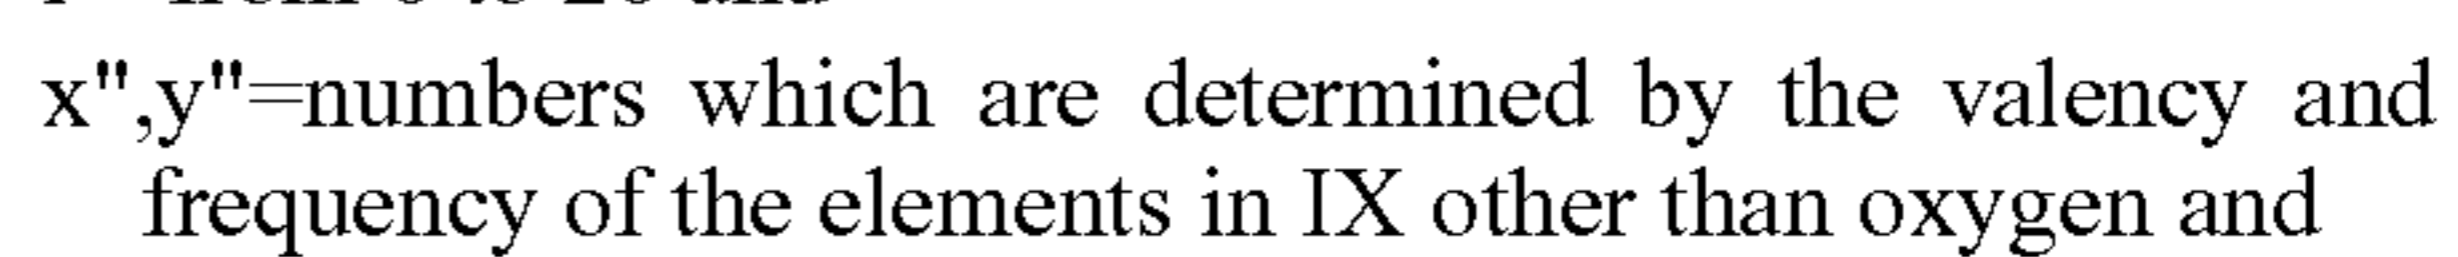 x",y"=numbers which are determined by the valency and
frequency of the elements in IX other than oxygen and